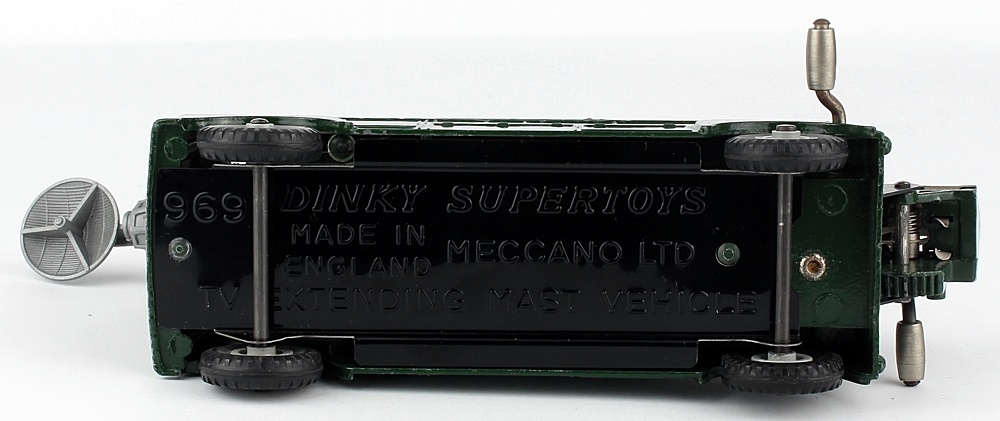 969 DINKY SUPERTOYS
MADE IN
ENGLAND
MECCANO LTD
TV EXTENDING MAST VEHICLE